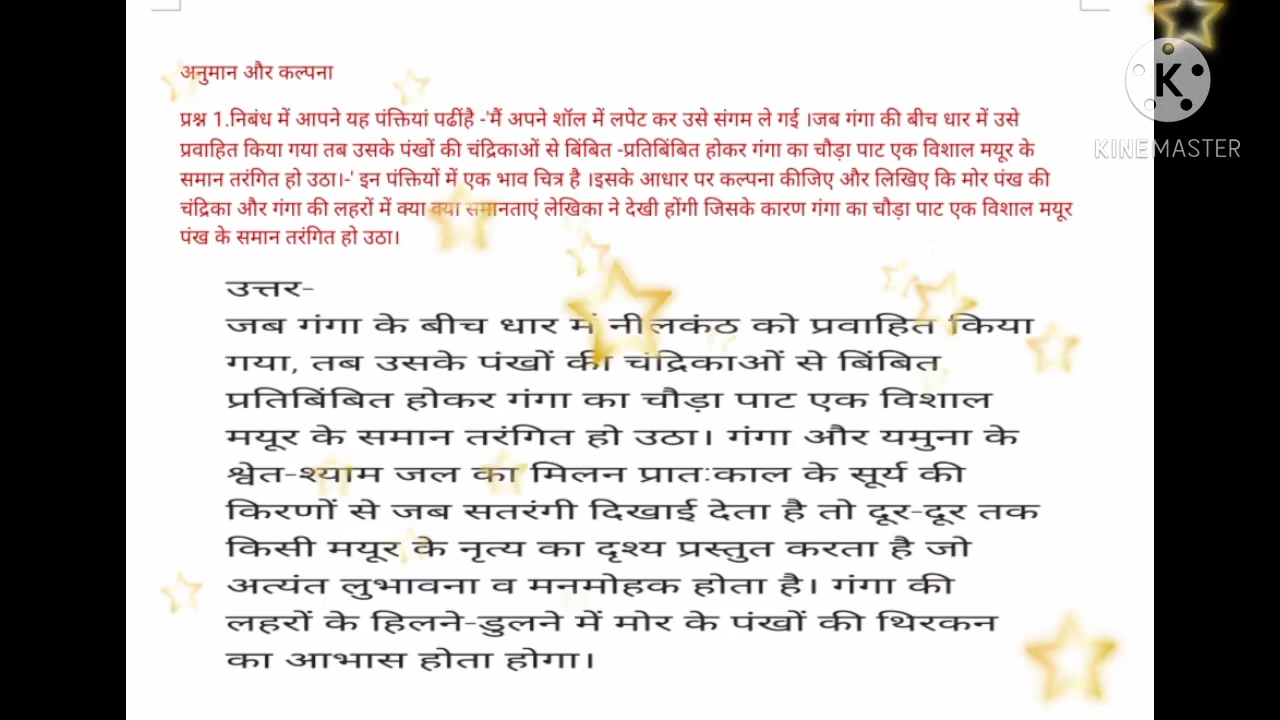 अनुमान और कल्पना
प्रश्न 1.निबंध में आपने यह पंक्तियां पढींहै -'मैं अपने शॉल में लपेट कर उसे संगम ले गई ।जब गंगा की बीच धार में उसे
प्रवाहित किया गया तब उसके पंखों की चंद्रिकाओं से बिंबित -प्रतिबिंबित होकर गंगा का चौड़ा पाट एक विशाल मयूर के
समान तरंगित हो उठा।-' इन पंक्तियों में एक भाव चित्र है ।इसके आधार पर कल्पना कीजिए और लिखिए कि मोर पंख की
चंद्रिका और गंगा की लहरों में क्या क्या समानताएं लेखिका ने देखी होंगी जिसके कारण गंगा का चौड़ा पाट एक विशाल मयूर
पंख के समान तरंगित हो उठा।
उत्तर-
जब गंगा के बीच धार में नीलकंठ को प्रवाहित किया
गया, तब उसके पंखों की चंद्रिकाओं से बिंबित
प्रतिबिंबित होकर गंगा का चौड़ा पाट एक विशाल
मयूर के समान तरंगित हो उठा। गंगा और यमुना के
श्वेत-श्याम जल का मिलन प्रातःकाल के सूर्य की
किरणों से जब सतरंगी दिखाई देता है तो दूर-दूर तक
किसी मयूर के नृत्य का दृश्य प्रस्तुत करता है जो
अत्यंत लुभावना व मनमोहक होता है। गंगा की
लहरों के हिलने-डुलने में मोर के पंखों की थिरकन
का आभास होता होगा।
K
KINEMASTER